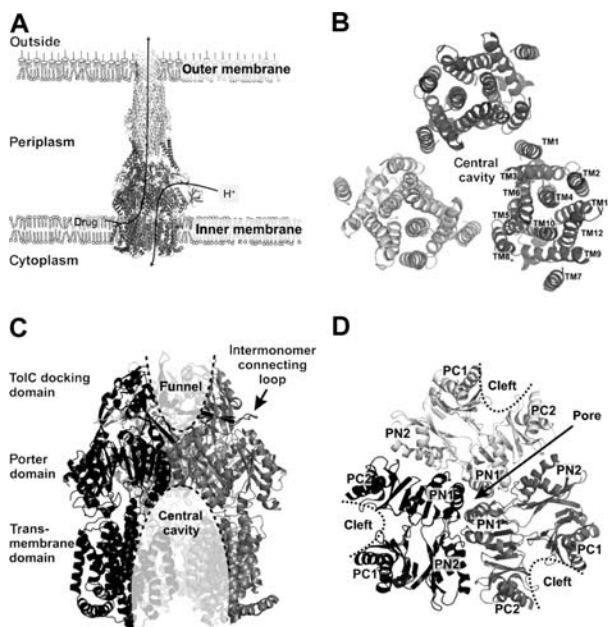 A
Outside
Outer membrane
Periplasm
H+
Drug
Inner membrane
Cytoplasm
B
TM1
Central
cavity
TM3
TM2
TM6
TM4
TM1
TM5
TM10
TM12
TM8
TM9
TM7
C
TolC docking
domain
Funnel
Intermonomer
connecting
loop
Porter
domain
Central
cavity
Trans-
membrane
domain
D
PC1
Cleft
PC2
Pore
PN2
PN2
PN1
PC2
PN1
PN1
Cleft
PC1
PC1
PN2
Cleft
PC2